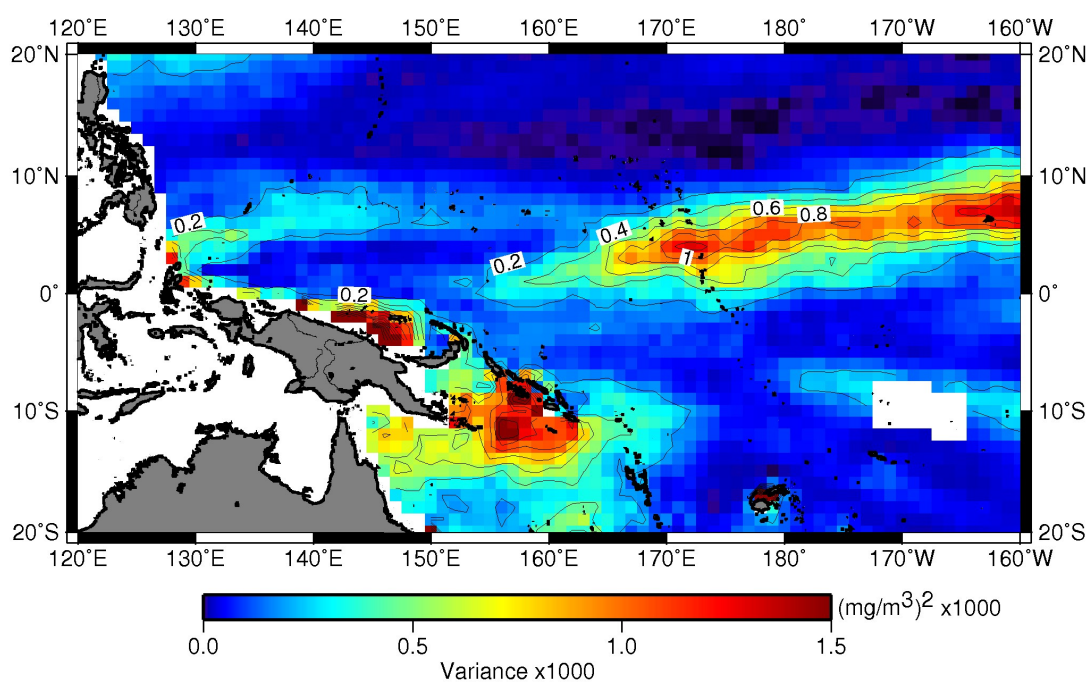 120°E 130°E 140°E 150°E 160°E 170°E 180° 170°W 160°W
20°N 20°N
10°N 10°N
0° 0°
10°S 10°S
20°S 20°S
0.6
0.8
0.4
0.2
1
0.2
0.2
120°E 130°E 140°E 150°E 160°E 170°E 180° 170°W 160°W
(mg/m³)² x1000
0.0 0.5 1.0 1.5
Variance x1000